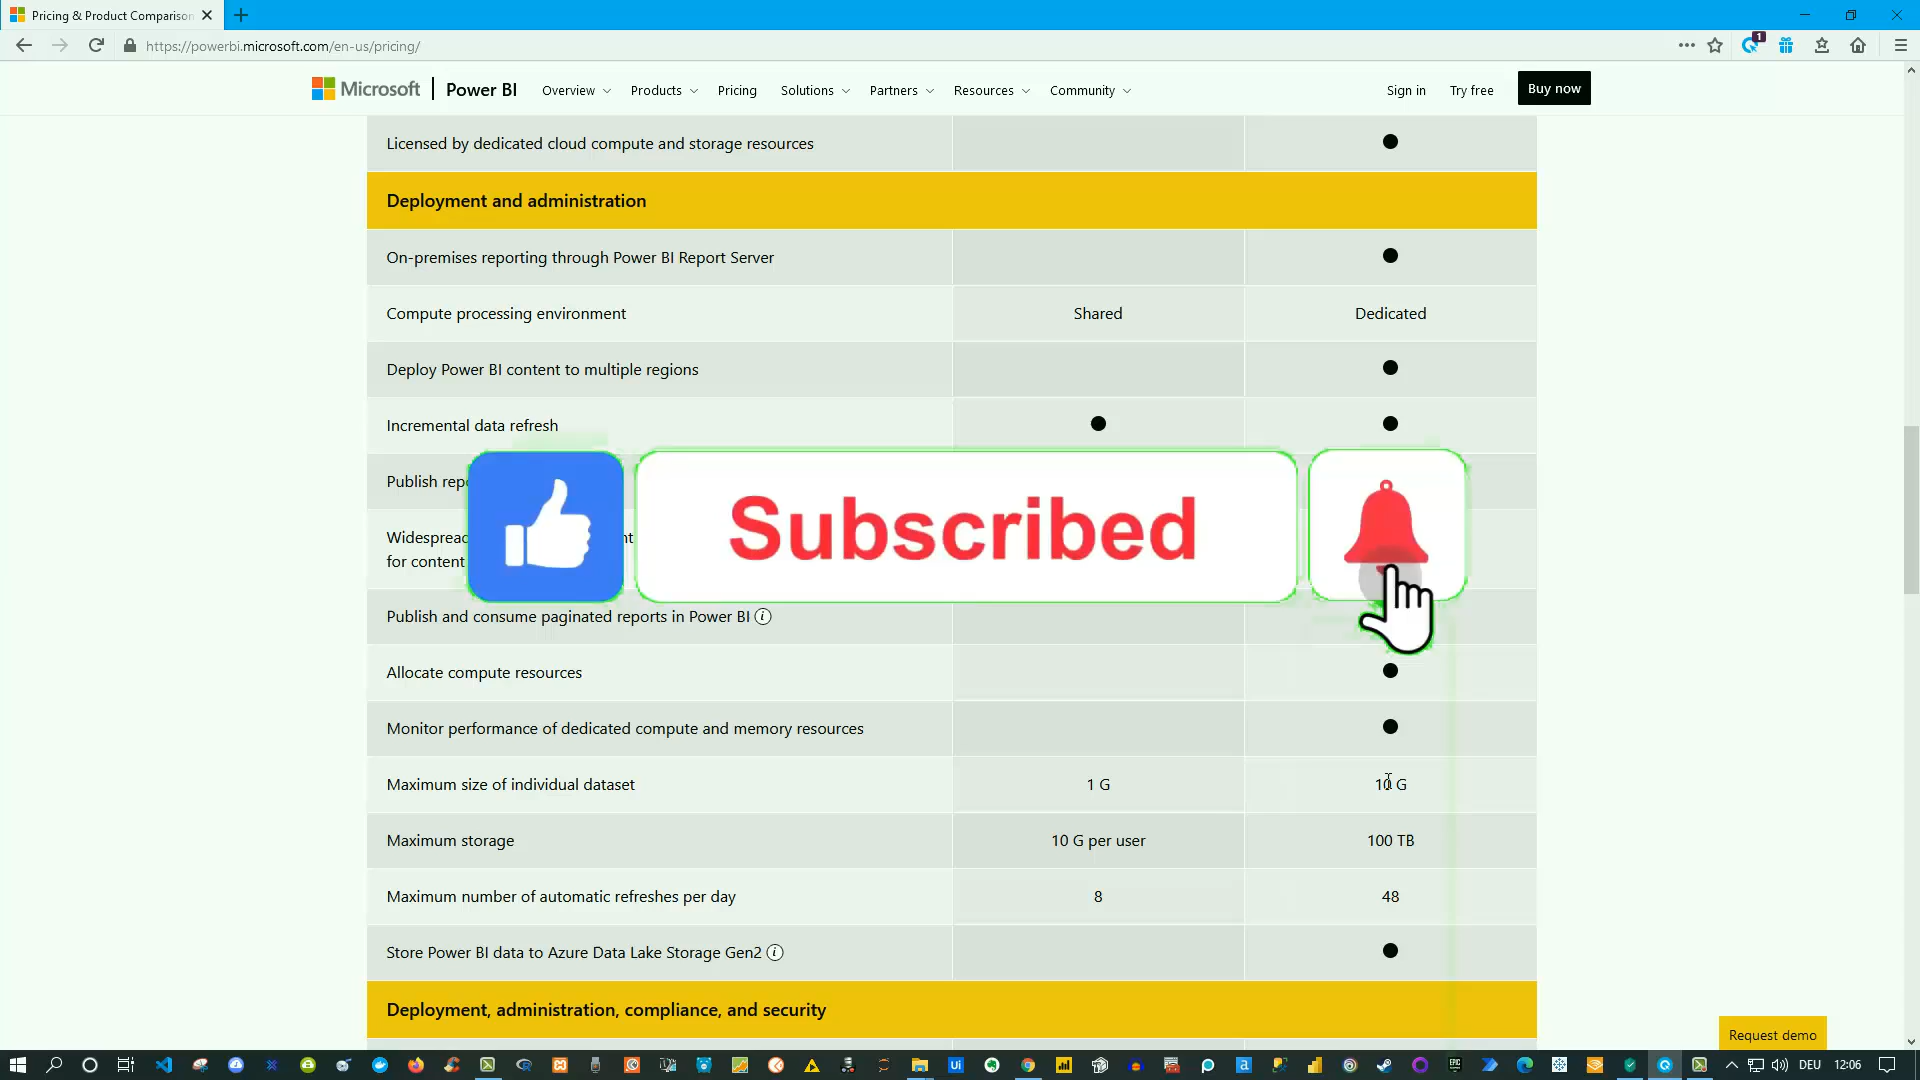 Pricing & Product Comparison
https://powerbi.microsoft.com/en-us/pricing/
1
Microsoft Power BI Overview Products Pricing Solutions Partners Resources Community Sign in Try free Buy now
Licensed by dedicated cloud compute and storage resources
Deployment and administration
On-premises reporting through Power BI Report Server
Compute processing environment Shared Dedicated
Deploy Power BI content to multiple regions
Incremental data refresh
Publish
Subscribed
for content
Publish and consume paginated reports in Power BI
Allocate compute resources
Monitor performance of dedicated compute and memory resources
Maximum size of individual dataset 1 G 10 G
Maximum storage 10 G per user 100 TB
Maximum number of automatic refreshes per day 8 48
Store Power BI data to Azure Data Lake Storage Gen2
Deployment, administration, compliance, and security
Request demo
DEU 12:06